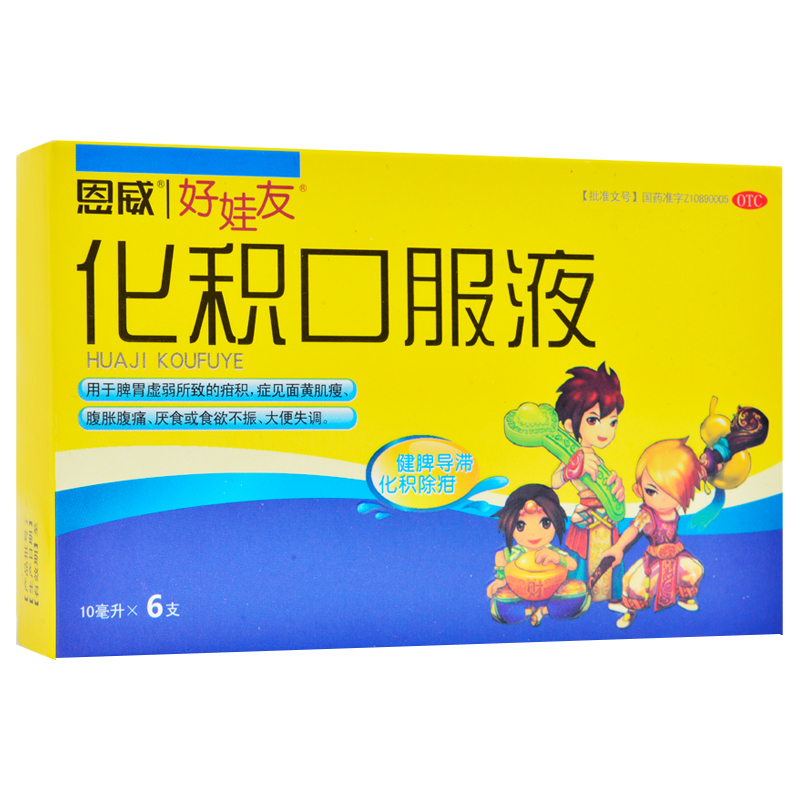 恩威®|好娃友®
【批准文号】国药准字Z10890005 OTC
化积口服液
HUAJI KOUFUYE
用于脾胃虚弱所致的疳积,症见面黄肌瘦、
腹胀腹痛、厌食或食欲不振、大便失调。
健脾导滞
化积除疳
财
10毫升×6支